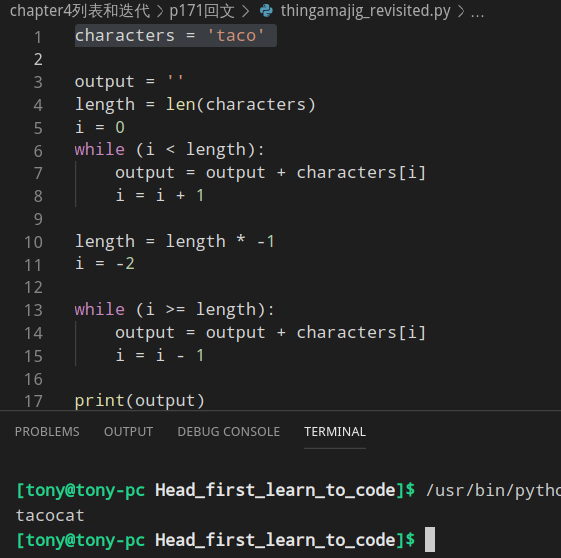 chapter4列表和迭代 > p171回文 > thingamajig_revisited.py > ...
1 characters = 'taco'
2
3 output = ''
4 length = len(characters)
5 i = 0
6 while (i < length):
7     output = output + characters[i]
8     i = i + 1
9
10 length = length * -1
11 i = -2
12
13 while (i >= length):
14     output = output + characters[i]
15     i = i - 1
16
17 print(output)
PROBLEMS OUTPUT DEBUG CONSOLE TERMINAL
[tony@tony-pc Head_first_learn_to_code]$ /usr/bin/pytho
tacocat
[tony@tony-pc Head_first_learn_to_code]$